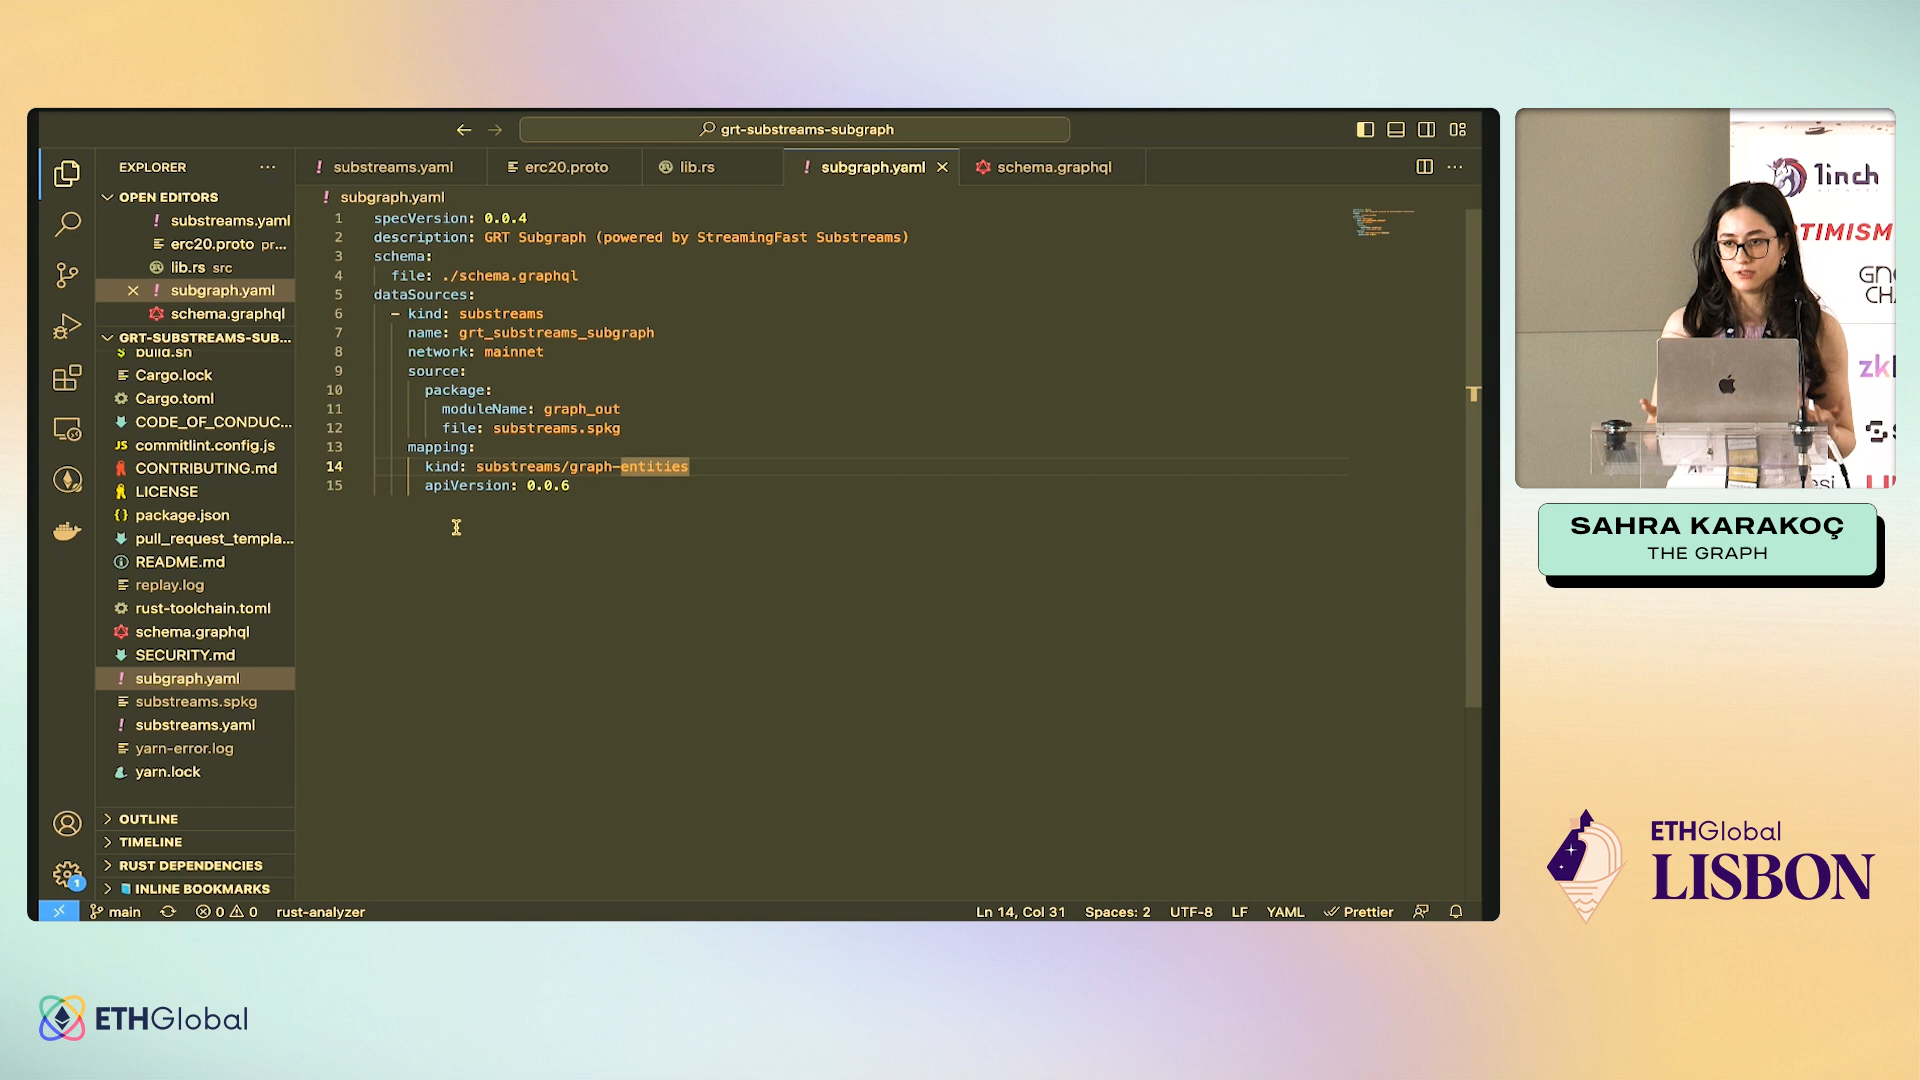 grt-substreams-subgraph
EXPLORER
OPEN EDITORS
substreams.yaml
erc20.proto pr...
lib.rs src
subgraph.yaml
schema.graphql
GRT-SUBSTREAMS-SUB...
build.sh
Cargo.lock
Cargo.toml
CODE_OF_CONDUC...
JS commitlint.config.js
CONTRIBUTING.md
LICENSE
package.json
pull_request_templa...
README.md
replay.log
rust-toolchain.toml
schema.graphql
SECURITY.md
subgraph.yaml
substreams.spkg
substreams.yaml
yarn-error.log
yarn.lock
OUTLINE
TIMELINE
RUST DEPENDENCIES
INLINE BOOKMARKS
substreams.yaml
erc20.proto
lib.rs
subgraph.yaml
schema.graphql
subgraph.yaml
1 specVersion: 0.0.4
2 description: GRT Subgraph (powered by StreamingFast Substreams)
3 schema:
4 file: ./schema.graphql
5 dataSources:
6 - kind: substreams
7 name: grt_substreams_subgraph
8 network: mainnet
9 source:
10 package:
11 moduleName: graph_out
12 file: substreams.spkg
13 mapping:
14 kind: substreams/graph-entities
15 apiVersion: 0.0.6
1
main
0 0
rust-analyzer
Ln 14, Col 31
Spaces: 2
UTF-8
LF
YAML
Prettier
1inch
TIMISM
GN
CH
zk
esi
SAHRA KARAKOÇ
THE GRAPH
ETHGlobal
LISBON
ETHGlobal